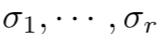 σ₁, ⋯ , σᵣ